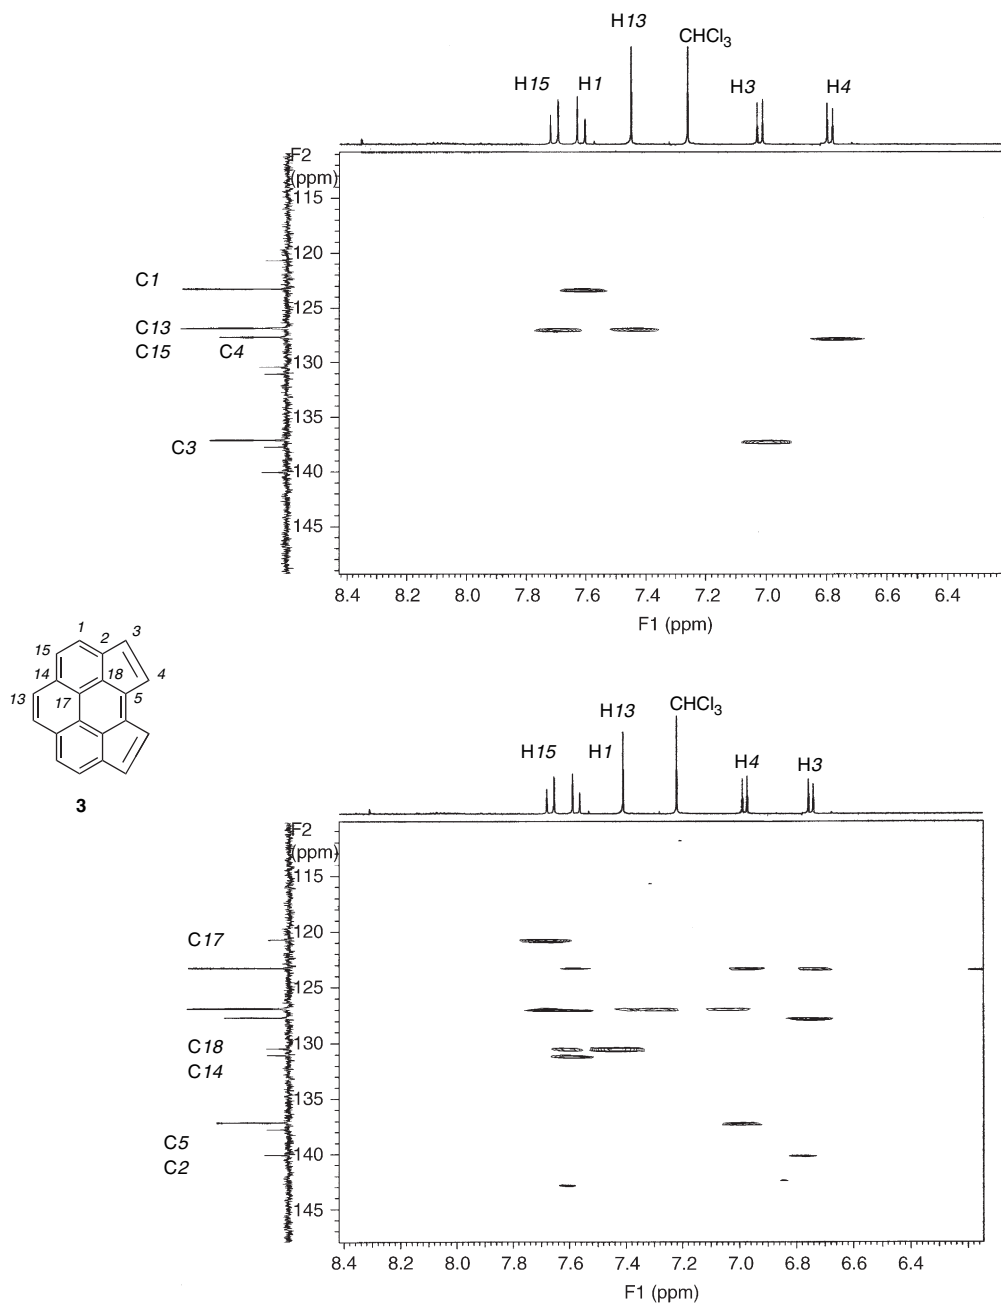 H13
CHCl3
H15 H1 H3 H4
F2
(ppm)
115
120
C1
125
C13
C15 C4
130
135
C3
140
145
8.4 8.2 8.0 7.8 7.6 7.4 7.2 7.0 6.8 6.6 6.4
F1 (ppm)
1
2
3
15
14
18
4
13
17
5
3
H13
CHCl3
H15 H1 H4 H3
F2
(ppm)
115
C17
120
125
130
C18
C14
135
C5
140
C2
145
8.4 8.2 8.0 7.8 7.6 7.4 7.2 7.0 6.8 6.6 6.4
F1 (ppm)